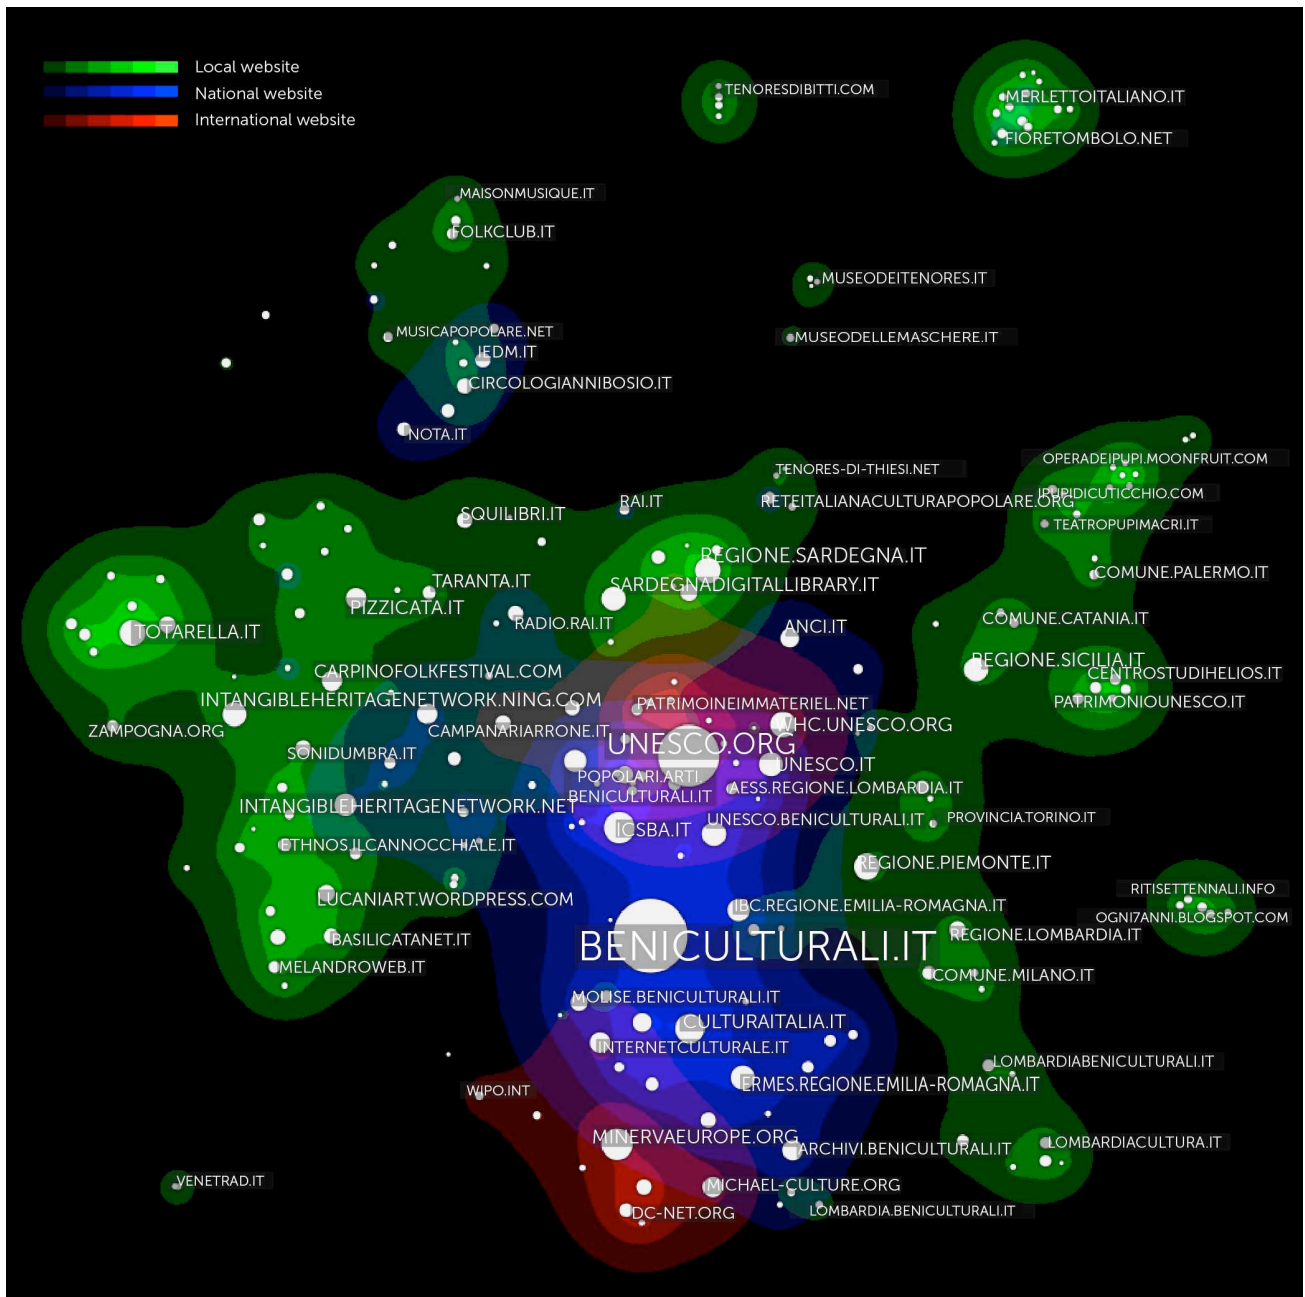 Local website
National website
International website
TENORESDIBITTI.COM
MERLETTOITALIANO.IT
FIORETOMBOLO.NET
MAISONMUSIQUE.IT
FOLKCLUB.IT
MUSEODEITENORES.IT
MUSICAPOPOLARE.NET
MUSEODELLEMASCHERE.IT
IEDM.IT
CIRCOLOGIANNIBOSIO.IT
NOTA.IT
OPERADEIPUPI.MOONFRUIT.COM
TENORES-DI-THIESI.NET
IPUPIDICUTICCHIO.COM
RAI.IT
RETEITALIANACULTURAPOPOLARE.ORG
SQUILIBRI.IT
TEATROPUPIMACRI.IT
REGIONE.SARDEGNA.IT
COMUNE.PALERMO.IT
TARANTA.IT
SARDEGNADIGITALLIBRARY.IT
PIZZICATA.IT
COMUNE.CATANIA.IT
RADIO.RAI.IT
ANCI.IT
TOTARELLA.IT
REGIONE.SICILIA.IT
CARPINOFOLKFESTIVAL.COM
CENTROSTUDIHELIOS.IT
INTANGIBLEHERITAGENETWORK.NING.COM
PATRIMOINEIMMATERIEL.NET
PATRIMONIOUNESCO.IT
ZAMPOGNA.ORG
CAMPANARIARRONE.IT
WHC.UNESCO.ORG
UNESCO.ORG
SONIDUMBRA.IT
UNESCO.IT
POPOLARI.ARTI.
BENICULTURALI.IT
AESS.REGIONE.LOMBARDIA.IT
INTANGIBLEHERITAGENETWORK.NET
UNESCO.BENICULTURALI.IT
PROVINCIA.TORINO.IT
ICSBA.IT
ETHNOS.ILCANNOCCHIALE.IT
REGIONE.PIEMONTE.IT
RITISETTENNALI.INFO
LUCANIART.WORDPRESS.COM
IBC.REGIONE.EMILIA-ROMAGNA.IT
OGNI7ANNI.BLOGSPOT.COM
BASILICATANET.IT
BENICULTURALI.IT
REGIONE.LOMBARDIA.IT
MELANDROWEB.IT
COMUNE.MILANO.IT
MOLISE.BENICULTURALI.IT
CULTURAITALIA.IT
INTERNETCULTURALE.IT
LOMBARDIABENICULTURALI.IT
ERMES.REGIONE.EMILIA-ROMAGNA.IT
WIPO.INT
MINERVAEUROPE.ORG
ARCHIVI.BENICULTURALI.IT
LOMBARDIACULTURA.IT
VENETRAD.IT
MICHAEL-CULTURE.ORG
DC-NET.ORG
LOMBARDIA.BENICULTURALI.IT